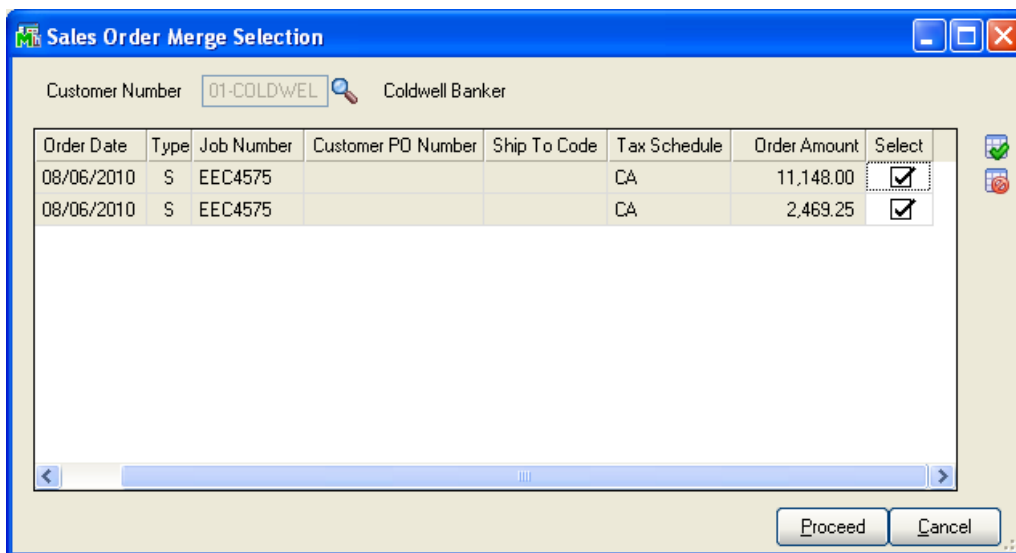 Sales Order Merge Selection
Customer Number 01-COLDWEL Coldwell Banker
Order Date Type Job Number Customer PO Number Ship To Code Tax Schedule Order Amount Select
08/06/2010 S EEC4575 CA 11,148.00
08/06/2010 S EEC4575 CA 2,469.25
Proceed Cancel